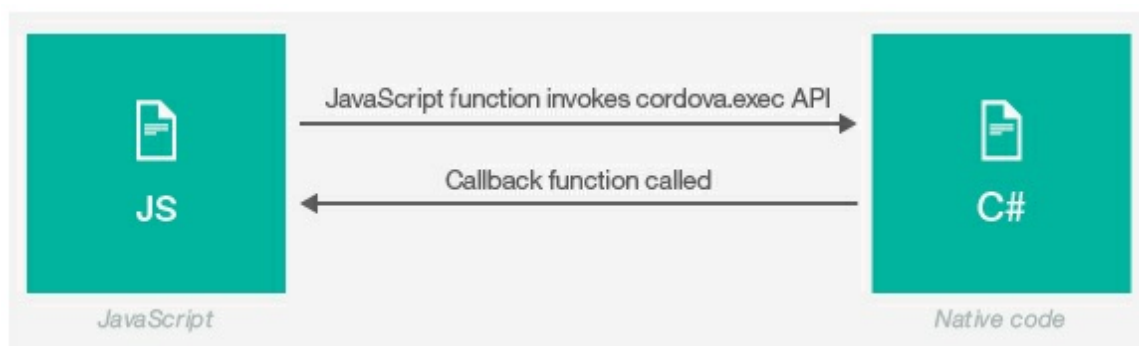 JavaScript function invokes cordova.exec API
Callback function called
JS
C#
JavaScript
Native code